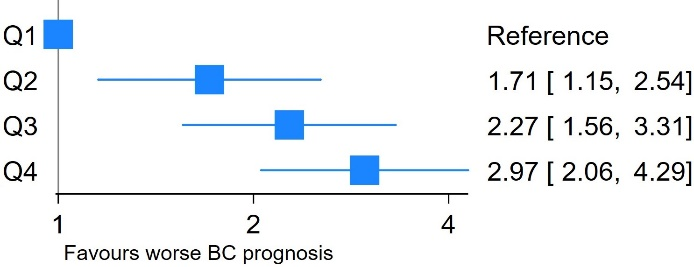 Q1 Reference
Q2 1.71 [ 1.15, 2.54]
Q3 2.27 [ 1.56, 3.31]
Q4 2.97 [ 2.06, 4.29]
1 2 4
Favours worse BC prognosis